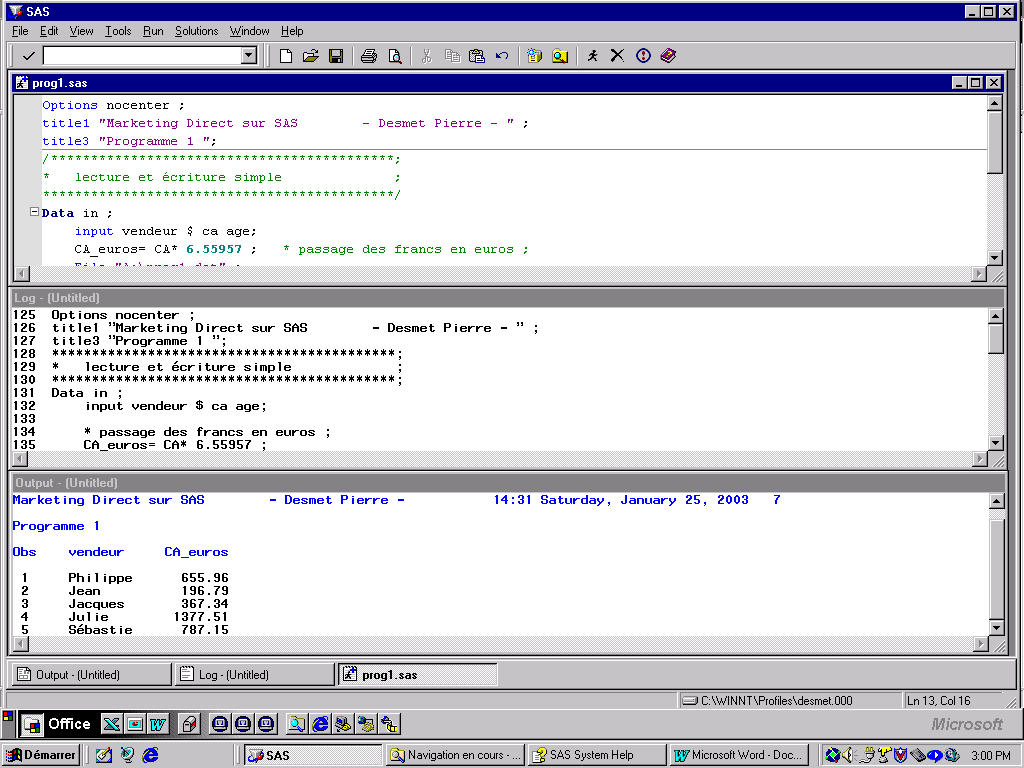 SAS
File Edit View Tools Run Solutions Window Help
prog1.sas
Options nocenter ;
title1 "Marketing Direct sur SAS        - Desmet Pierre - " ;
title3 "Programme 1 ";
/*******************************************;
*   lecture et écriture simple              ;
********************************************/
Data in ;
input vendeur $ ca age;
CA_euros= CA* 6.55957 ;   * passage des francs en euros ;
File "A:\prog1.dat" ;
Log - (Untitled)
125  Options nocenter ;
126  title1 "Marketing Direct sur SAS        - Desmet Pierre - " ;
127  title3 "Programme 1 ";
128  *******************************************;
129  *   lecture et écriture simple             ;
130  *******************************************;
131  Data in ;
132      input vendeur $ ca age;
133
134      * passage des francs en euros ;
135      CA_euros= CA* 6.55957 ;
Output - (Untitled)
Marketing Direct sur SAS        - Desmet Pierre -           14:31 Saturday, January 25, 2003   7
Programme 1
Obs    vendeur     CA_euros
1     Philippe      655.96
2     Jean          196.79
3     Jacques       367.34
4     Julie        1377.51
5     Sébastie      787.15
Output - (Untitled) Log - (Untitled) prog1.sas
C:\WINNT\Profiles\desmet.000 Ln 13, Col 16
Office Microsoft
Démarrer SAS Navigation en cours - ... SAS System Help Microsoft Word - Doc... 3:00 PM